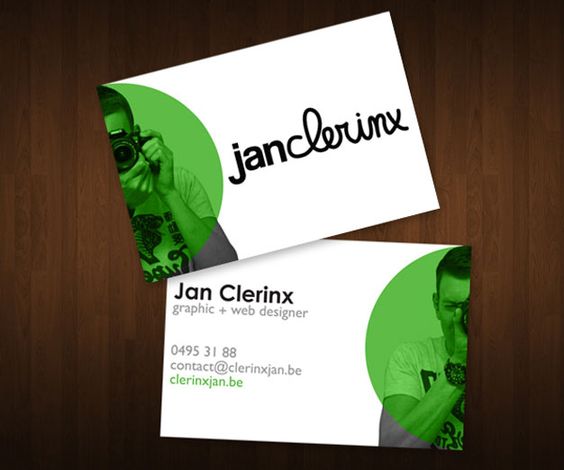 janclerinx
Jan Clerinx
graphic + web designer
0495 31 88
contact@clerinxjan.be
clerinxjan.be